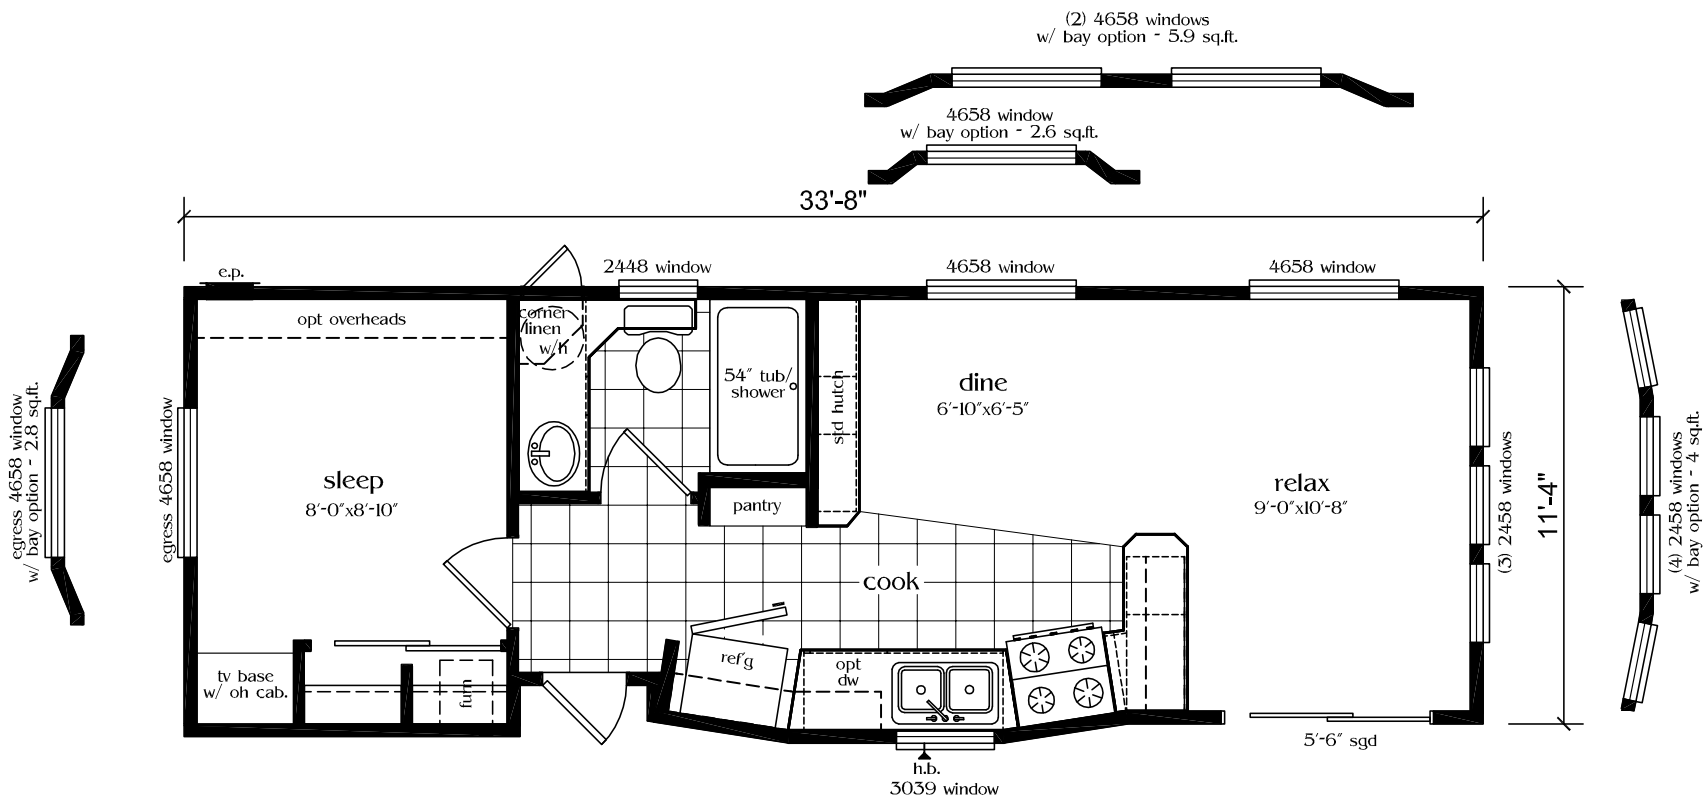 (2) 4658 windows
w/ bay option - 5.9 sq.ft.
4658 window
w/ bay option - 2.6 sq.ft.
33'-8"
e.p.
2448 window
4658 window
4658 window
opt overheads
corner
linen
w/h
54" tub/
shower
std hutch
dine
6'-10"x6'-5"
sleep
8'-0"x8'-10"
relax
9'-0"x10'-8"
pantry
cook
egress 4658 window
w/ bay option - 2.8 sq.ft.
egress 4658 window
(3) 2458 windows
11'-4"
(4) 2458 windows
w/ bay option - 4 sq.ft.
tv base
w/ oh cab.
furn
ref'g
opt
dw
5'-6" sgd
h.b.
3039 window